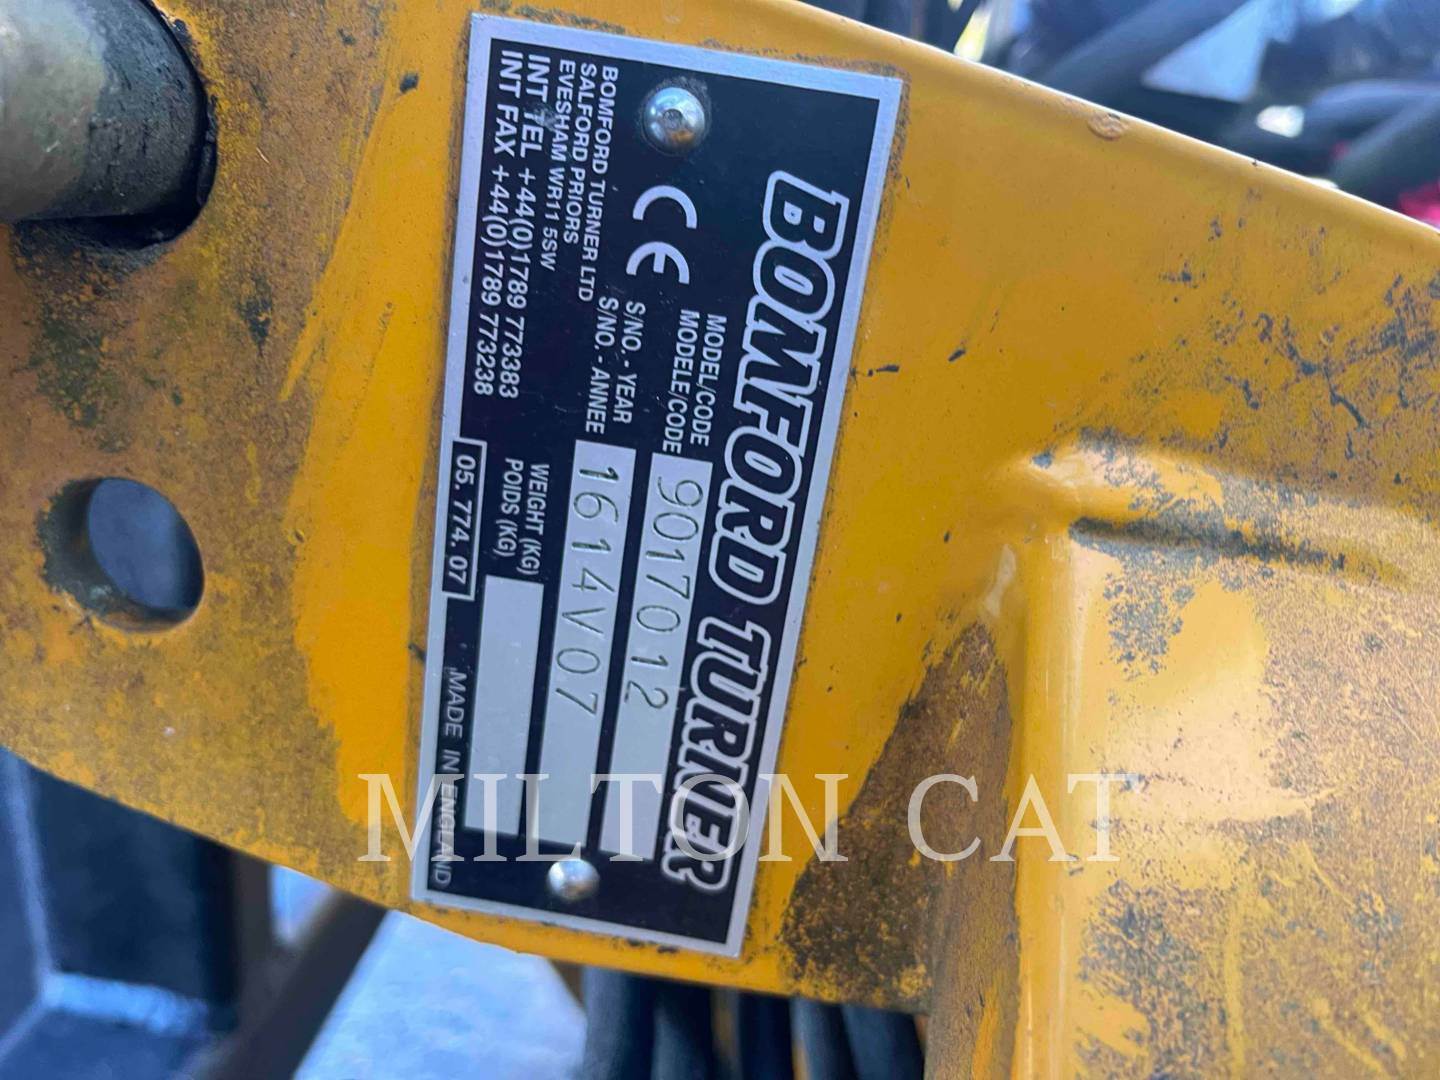 BOMFORD TURNER
MODEL/CODE
MODELE/CODE
9017012
CE
S/NO.- YEAR
S/NO.- ANNEE
1614V07
BOMFORD TURNER LTD
SALFORD PRIORS
EVESHAM WR11 5SW
INT TEL +44(0)1789 773383
INT FAX +44(0)1789 773238
WEIGHT (KG)
POIDS (KG)
05. 774. 07
MADE IN ENGLAND
MILTON CAT